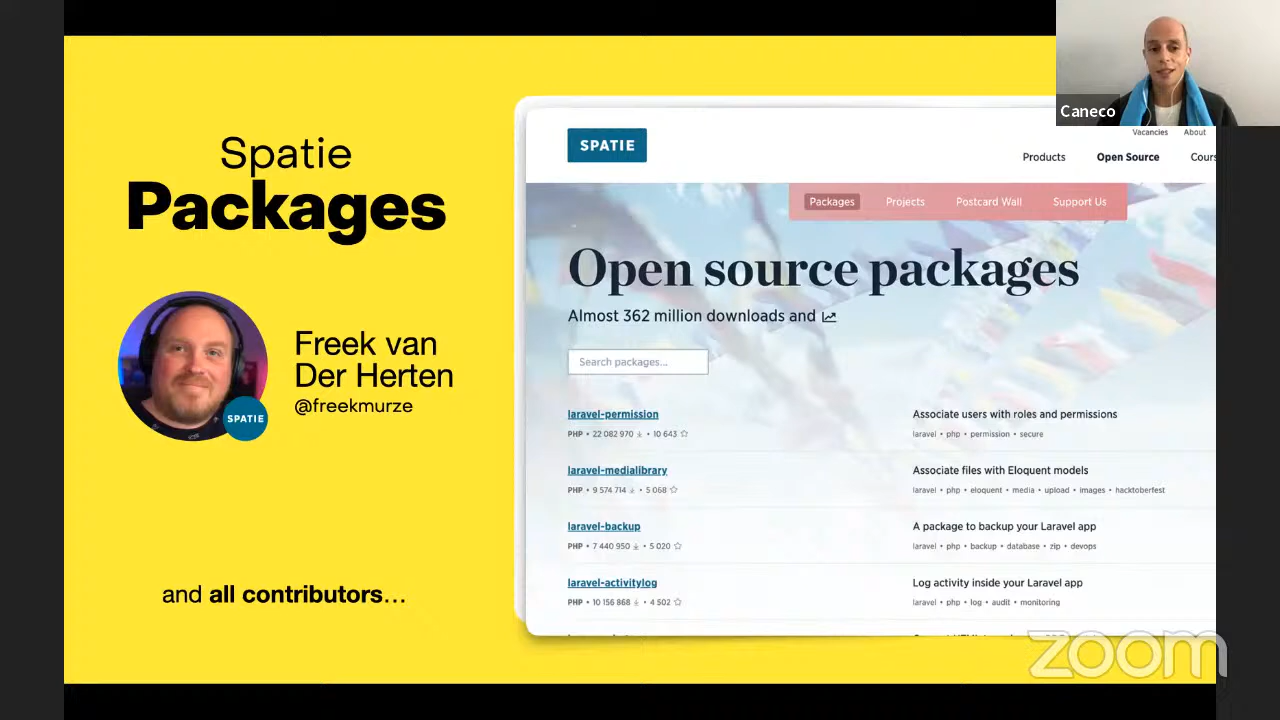 Caneco
Spatie
Packages
Freek van
Der Herten
@freekmurze
SPATIE
and all contributors...
SPATIE
Vacancies About
Products Open Source Cours
Packages Projects Postcard Wall Support Us
Open source packages
Almost 362 million downloads and
Search packages...
laravel-permission
PHP • 22 082 970 • 10 643
Associate users with roles and permissions
laravel • php • permission • secure
laravel-medialibrary
PHP • 9 574 714 • 5 068
Associate files with Eloquent models
laravel • php • eloquent • media • upload • images • hacktoberfest
laravel-backup
PHP • 7 440 950 • 5 020
A package to backup your Laravel app
laravel • php • backup • database • zip • devops
laravel-activitylog
PHP • 10 156 868 • 4 502
Log activity inside your Laravel app
laravel • php • log • audit • monitoring
zoom